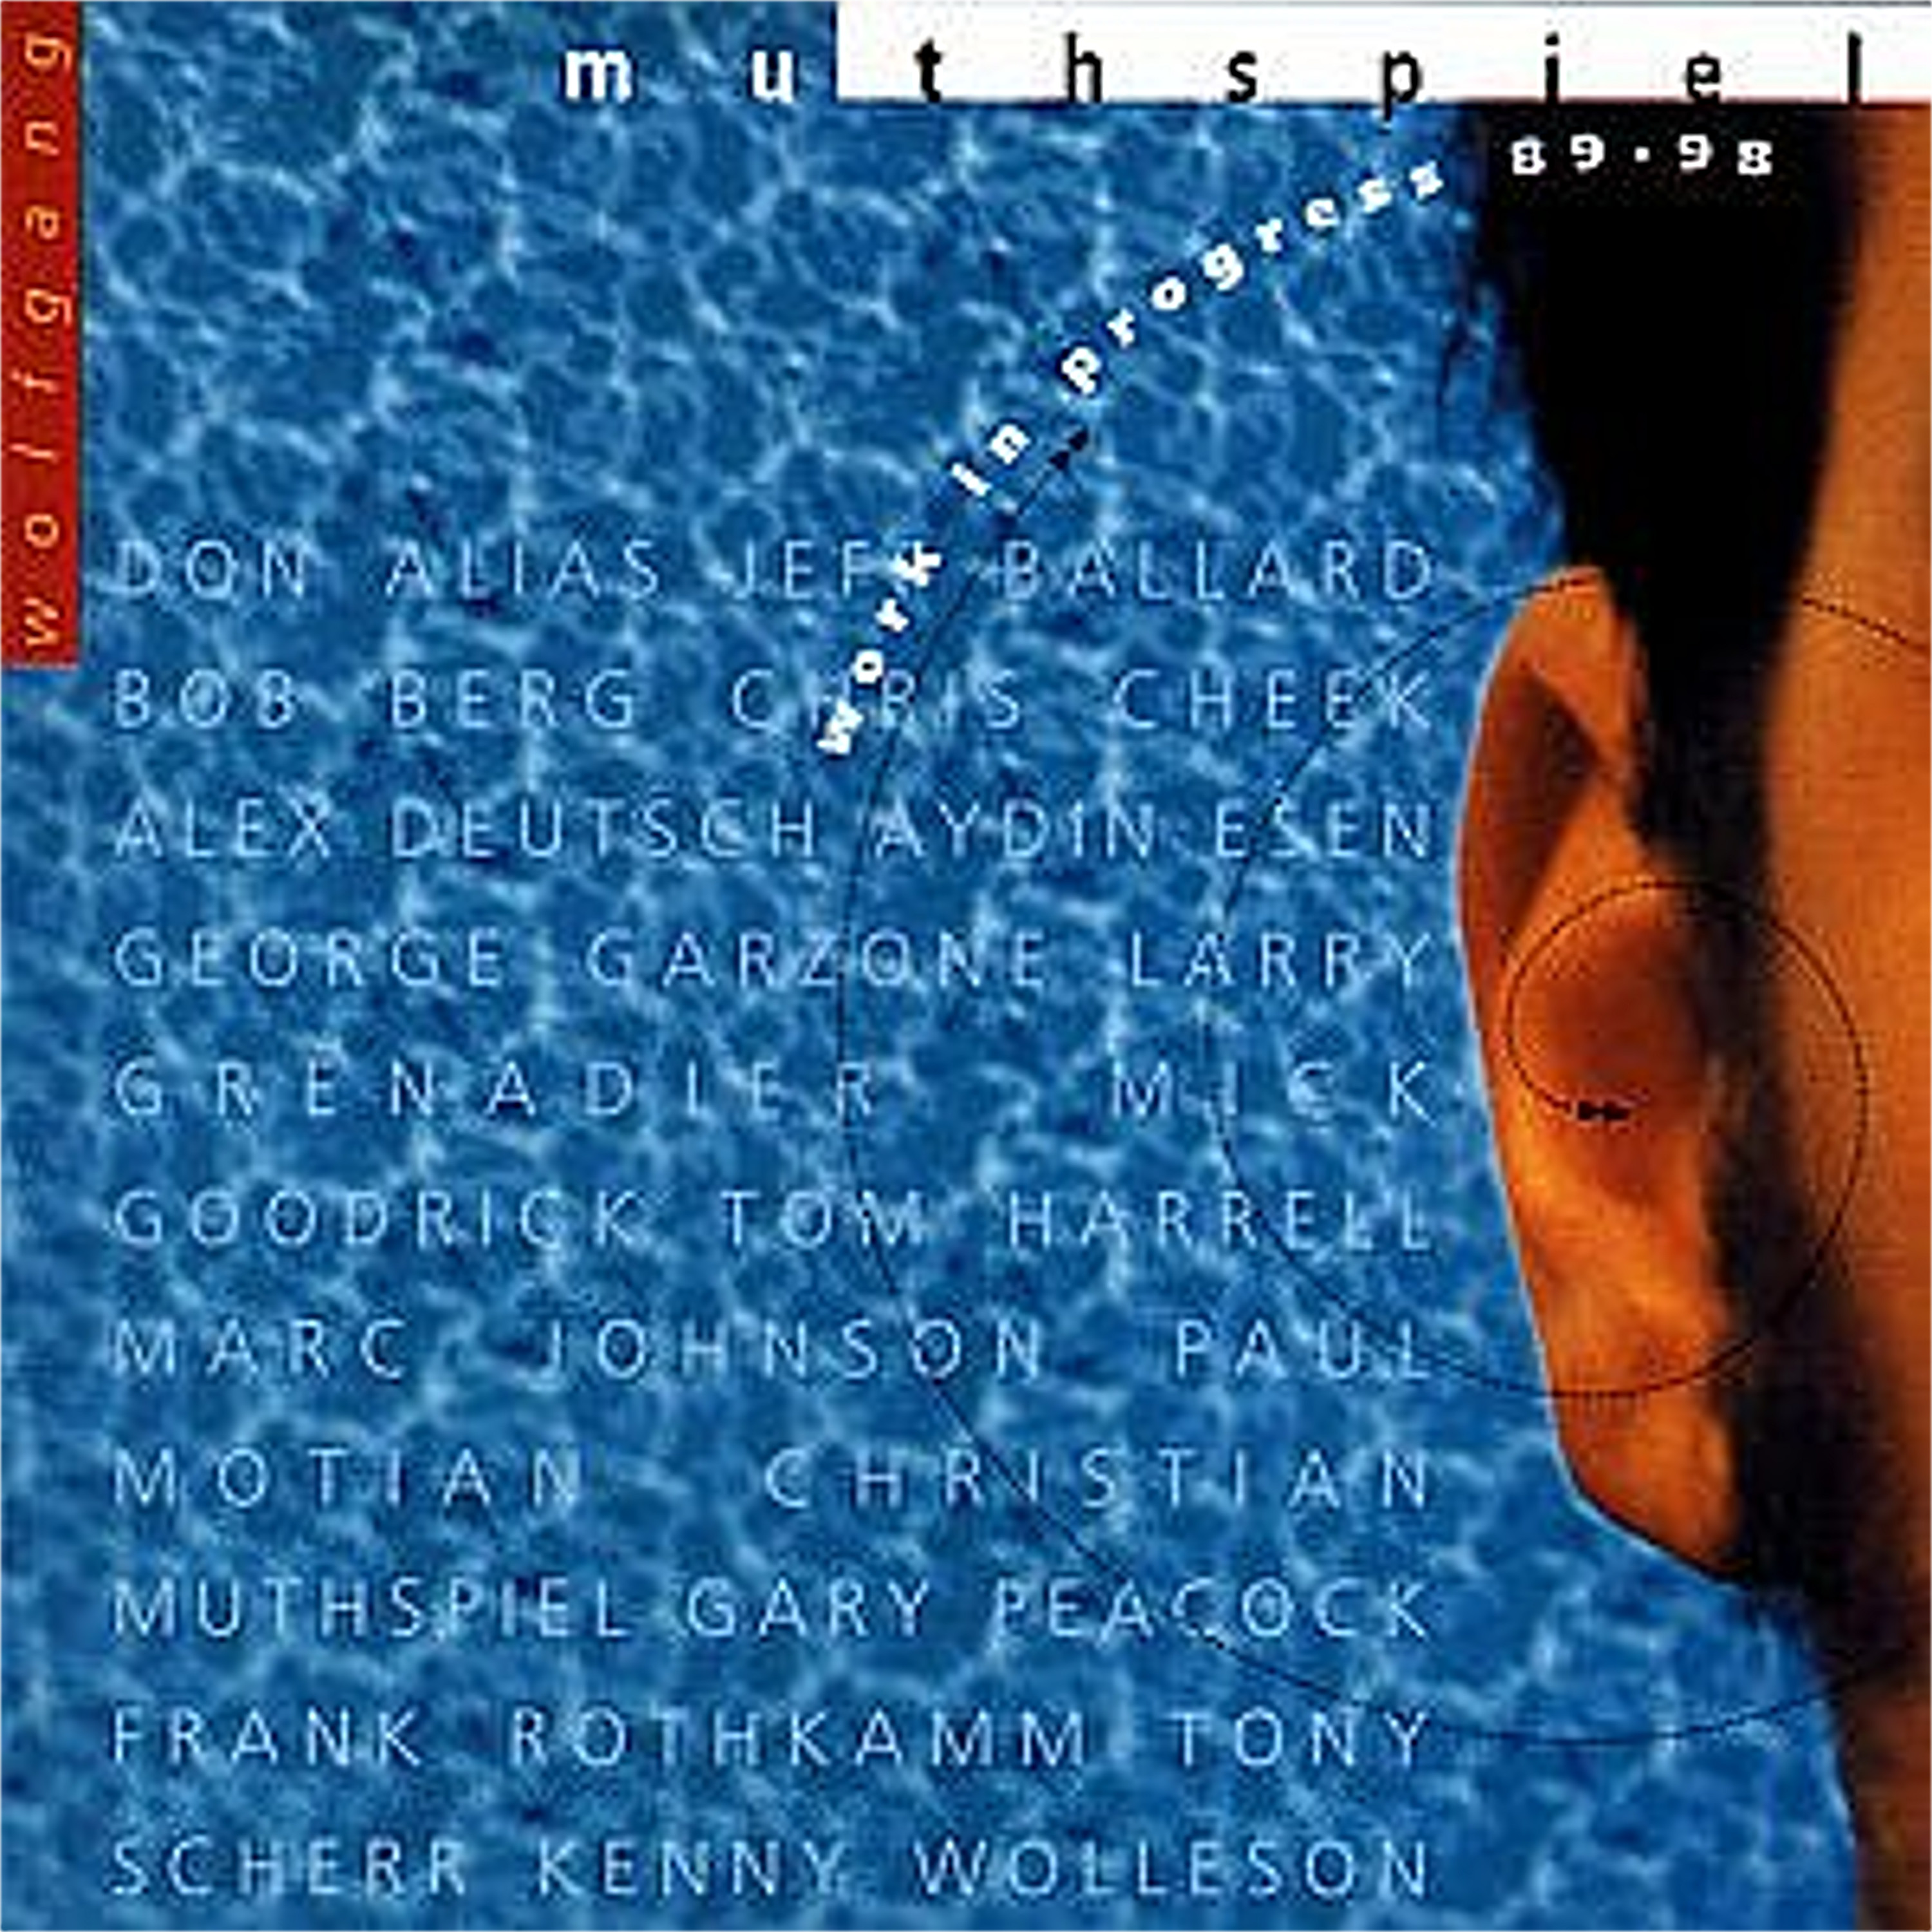 wolfgang
muthspiel
work in progress 89·98
DON ALIAS JEFF BALLARD
BOB BERG CHRIS CHEEK
ALEX DEUTSCH AYDIN ESEN
GEORGE GARZONE LARRY
GRENADIER MICK
GOODRICK TOM HARRELL
MARC JOHNSON PAUL
MOTIAN CHRISTIAN
MUTHSPIEL GARY PEACOCK
FRANK ROTHKAMM TONY
SCHERR KENNY WOLLESON